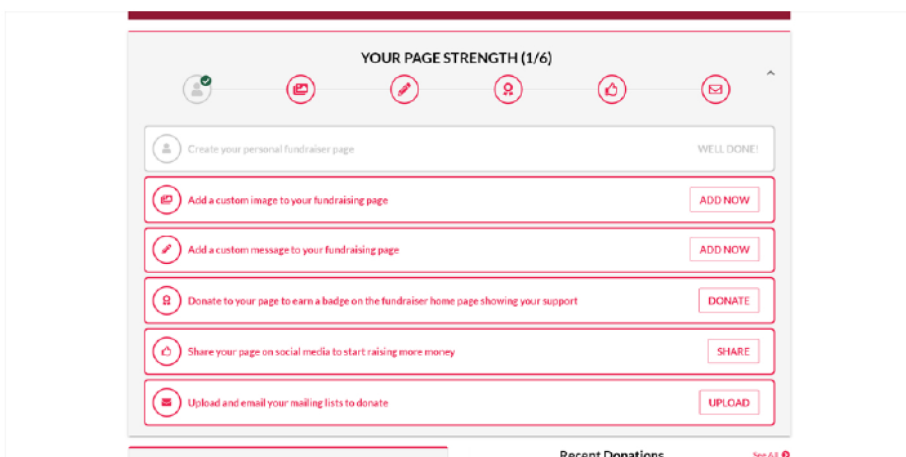 YOUR PAGE STRENGTH (1/6)
Create your personal fundraiser page WELL DONE!
Add a custom image to your fundraising page ADD NOW
Add a custom message to your fundraising page ADD NOW
Donate to your page to earn a badge on the fundraiser home page showing your support DONATE
Share your page on social media to start raising more money SHARE
Upload and email your mailing lists to donate UPLOAD
Recent Donations See All